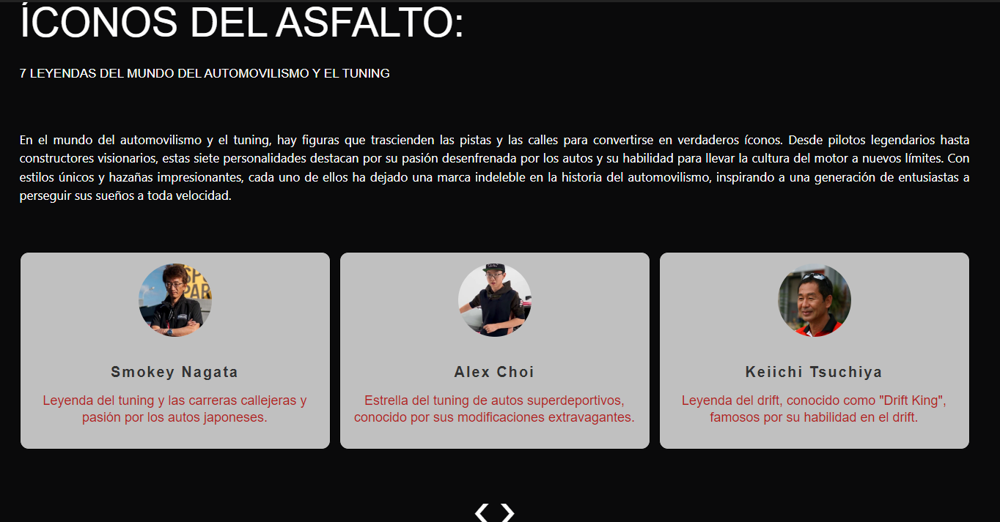 ÍCONOS DEL ASFALTO:
7 LEYENDAS DEL MUNDO DEL AUTOMOVILISMO Y EL TUNING
En el mundo del automovilismo y el tuning, hay figuras que trascienden las pistas y las calles para convertirse en verdaderos íconos. Desde pilotos legendarios hasta
constructores visionarios, estas siete personalidades destacan por su pasión desenfrenada por los autos y su habilidad para llevar la cultura del motor a nuevos límites. Con
estilos únicos y hazañas impresionantes, cada uno de ellos ha dejado una marca indeleble en la historia del automovilismo, inspirando a una generación de entusiastas a
perseguir sus sueños a toda velocidad.
Smokey Nagata
Leyenda del tuning y las carreras callejeras y
pasión por los autos japoneses.
Alex Choi
Estrella del tuning de autos superdeportivos,
conocido por sus modificaciones extravagantes.
Keiichi Tsuchiya
Leyenda del drift, conocido como "Drift King",
famosos por su habilidad en el drift.